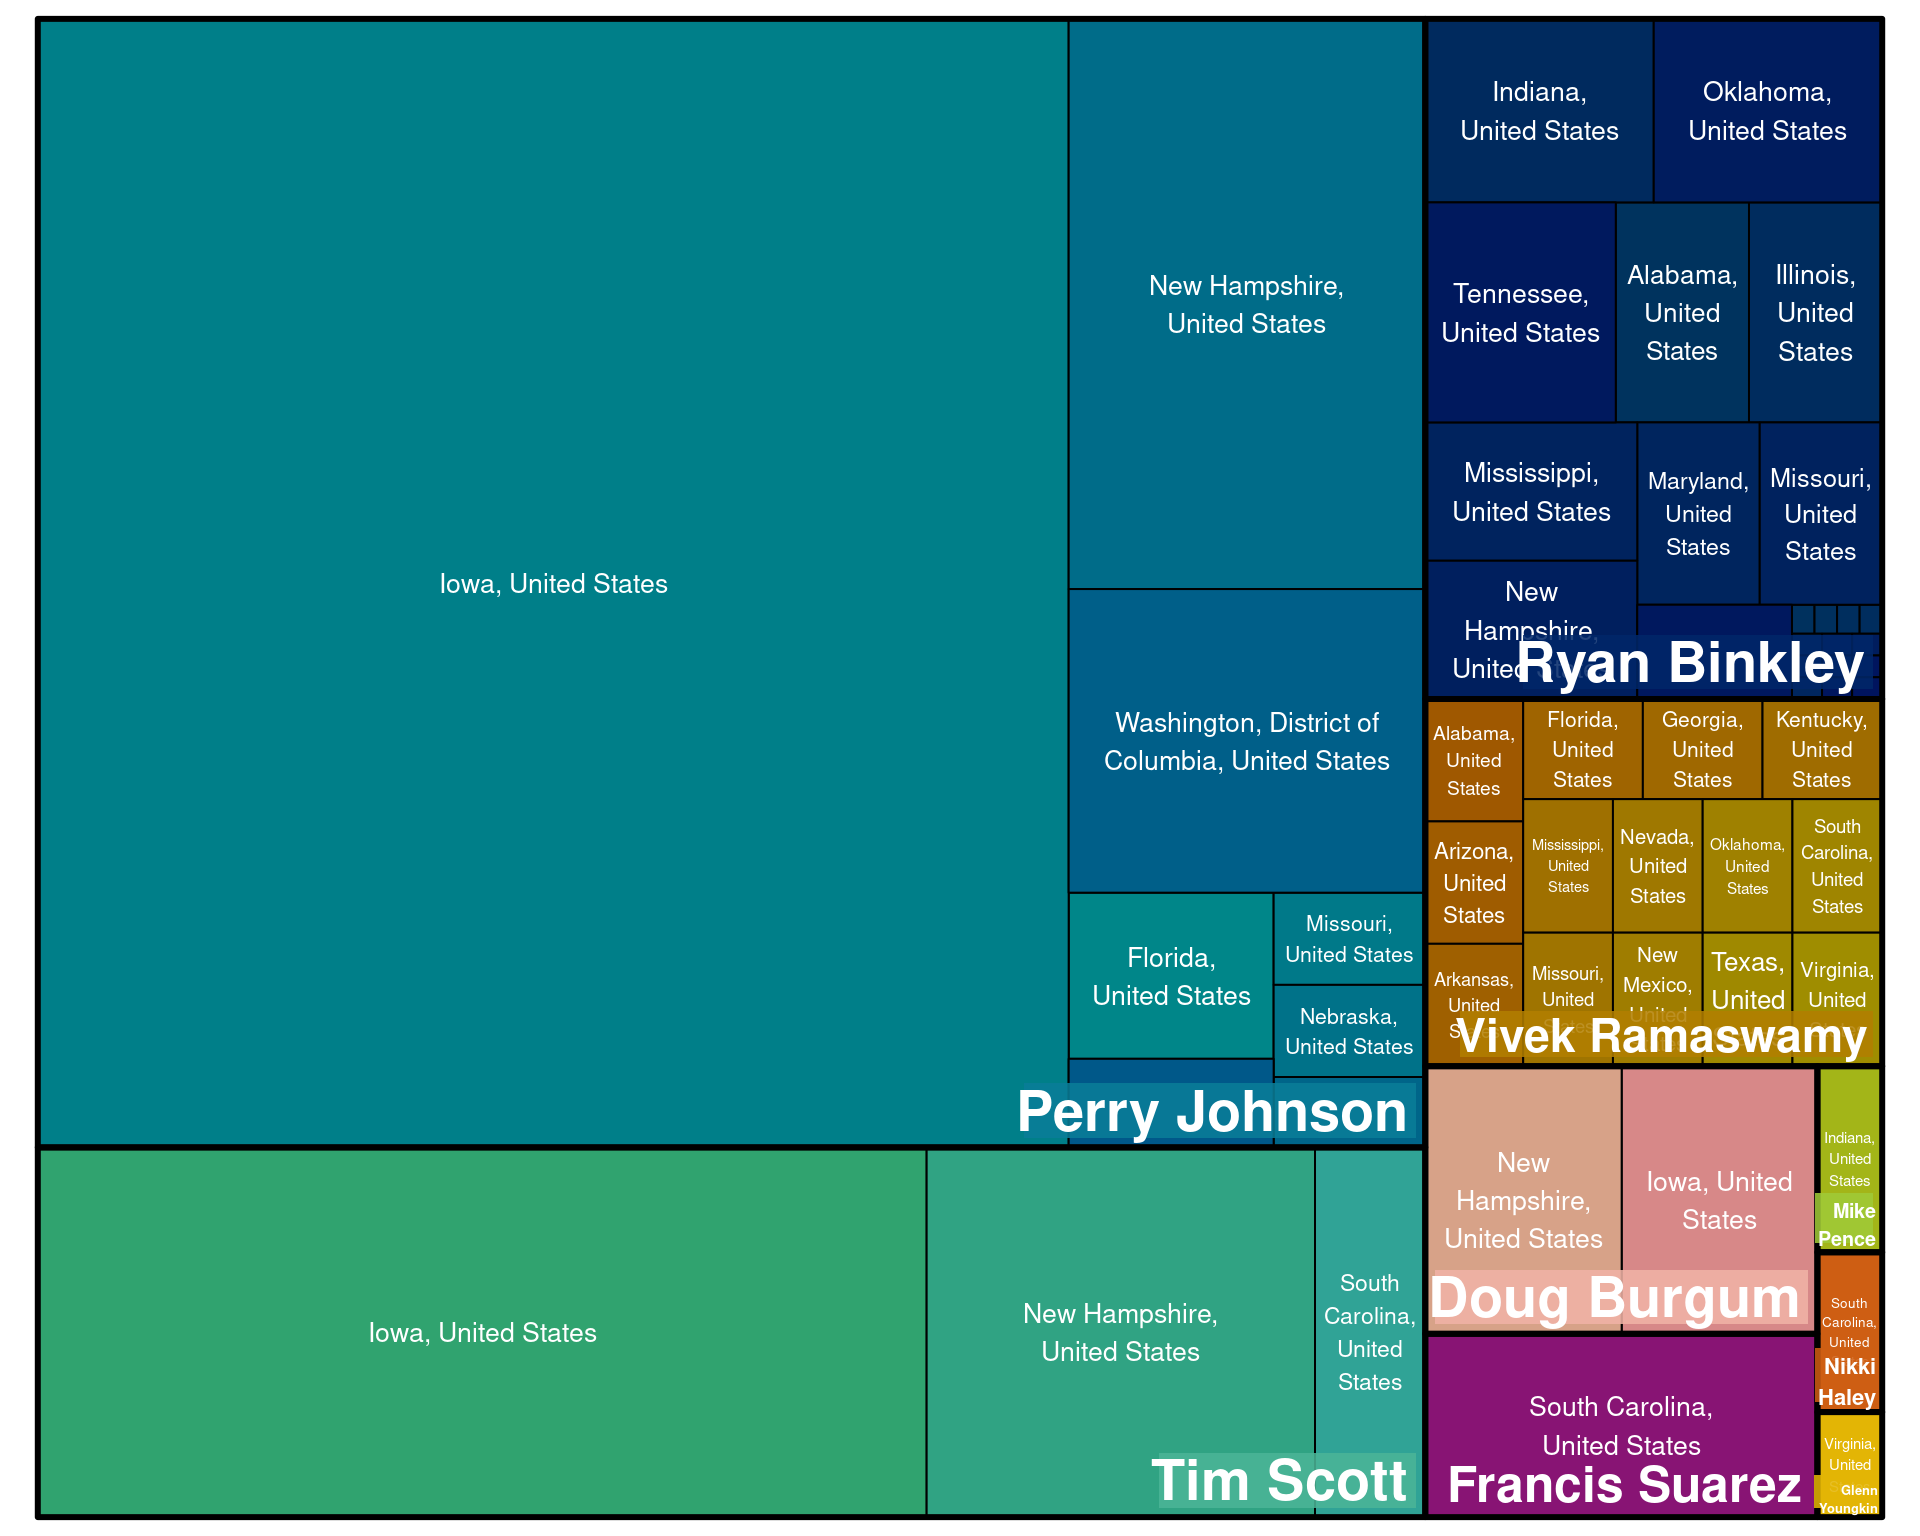 Iowa, United States
New Hampshire,
United States
Washington, District of
Columbia, United States
Florida,
United States
Missouri,
United States
Nebraska,
United States
Perry Johnson
Iowa, United States
New Hampshire,
United States
South
Carolina,
United
States
Tim Scott
Indiana,
United States
Oklahoma,
United States
Tennessee,
United States
Alabama,
United
States
Illinois,
United
States
Mississippi,
United States
Maryland,
United
States
Missouri,
United
States
New
Hampshire,
United States
Ryan Binkley
Alabama,
United
States
Florida,
United
States
Georgia,
United
States
Kentucky,
United
States
Arizona,
United
States
Mississippi,
United
States
Nevada,
United
States
Oklahoma,
United
States
South
Carolina,
United
States
Arkansas,
United
States
Missouri,
United
States
New
Mexico,
United
Texas,
United
Virginia,
United
Vivek Ramaswamy
New
Hampshire,
United States
Iowa, United
States
Doug Burgum
Indiana,
United
States
Mike
Pence
South
Carolina,
United
Nikki
Haley
South Carolina,
United States
Francis Suarez
Virginia,
United
Glenn
Youngkin